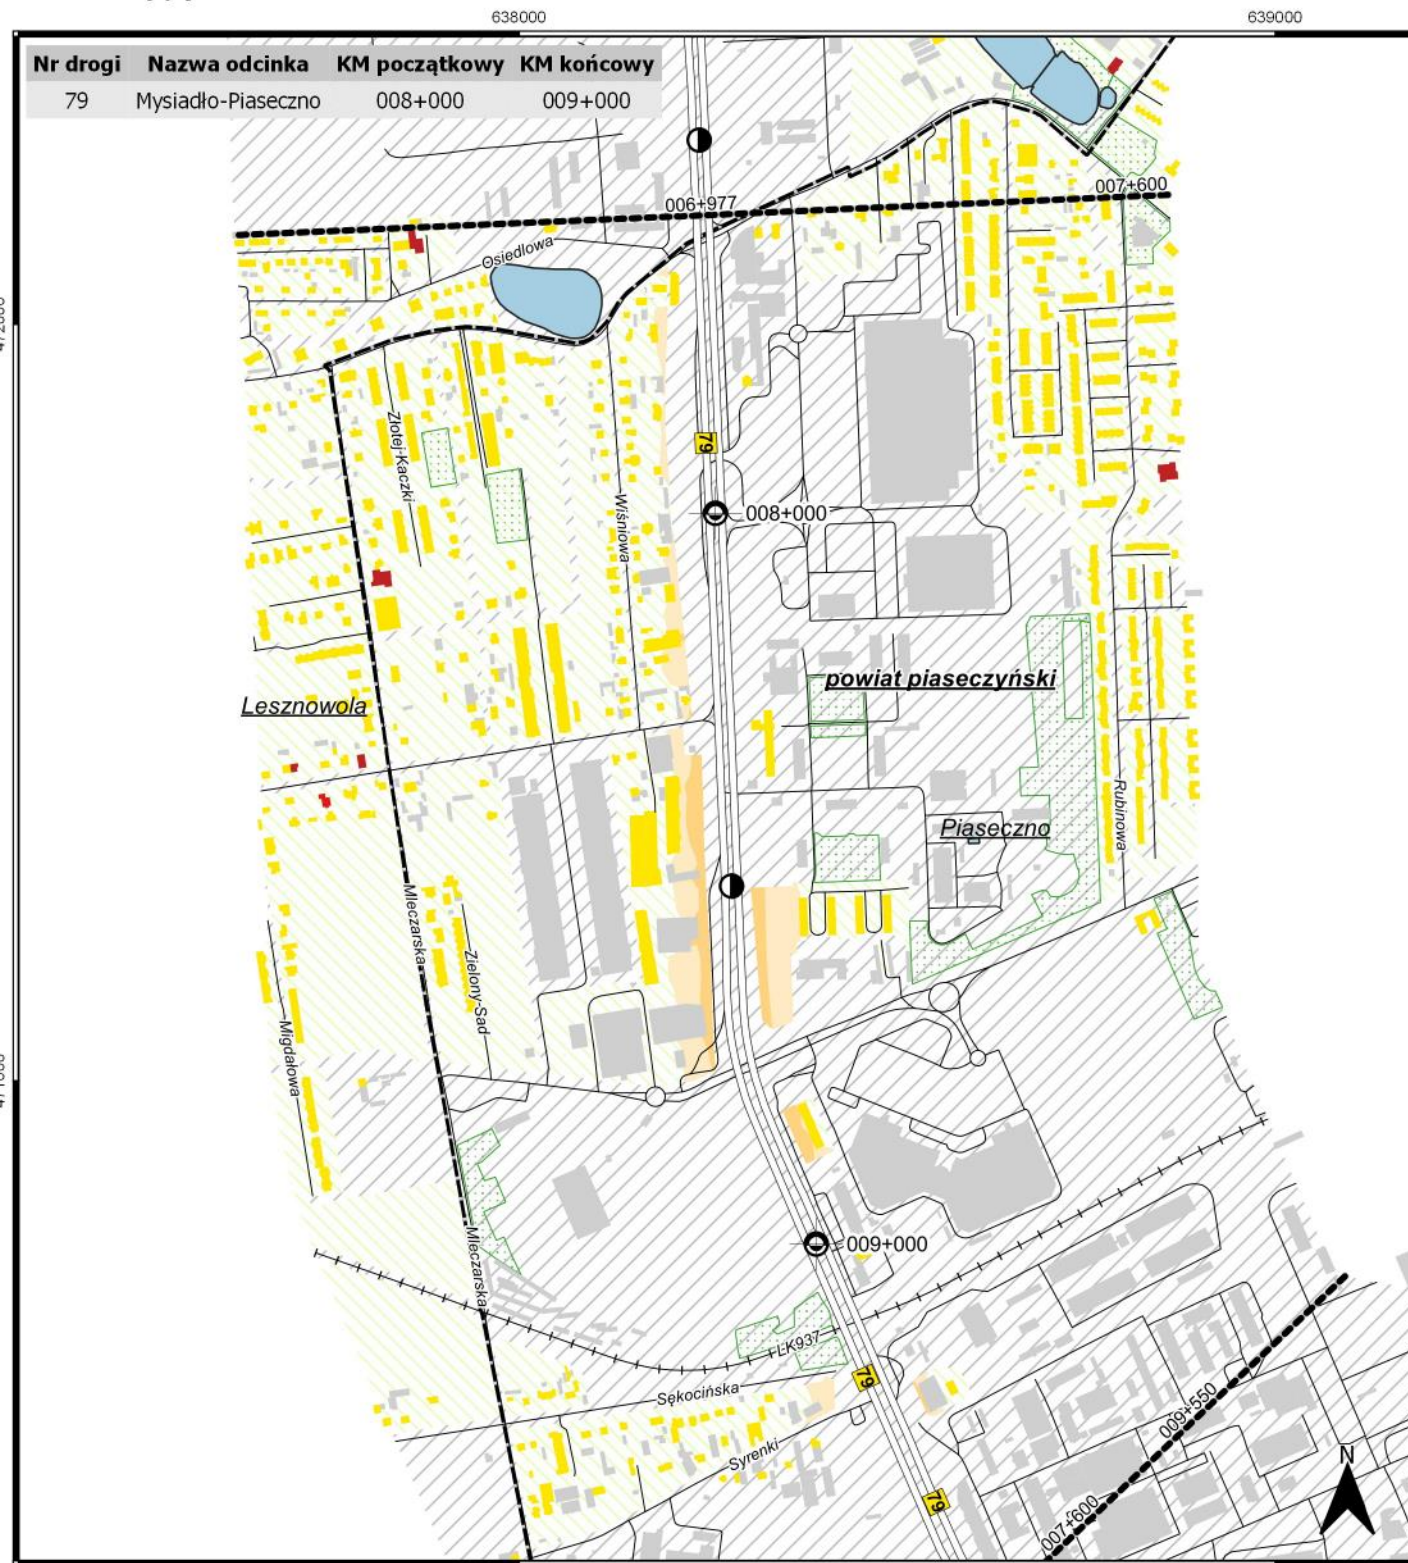 638000
639000
Nr drogi Nazwa odcinka KM początkowy KM końcowy
79 Mysiadło-Piaseczno 008+000 009+000
007+600
006+977
Osiedlowa
Złotej-Kaczki
79
Wiśniowa
008+000
powiat piaseczyński
Lesznowola
Rubinowa
Piaseczno
Mleczarska
Zielony-Sad
Migdałowa
Mleczarska
009+000
LK937
79
Sękocińska
009+550
Syrenki
N
79
007+600